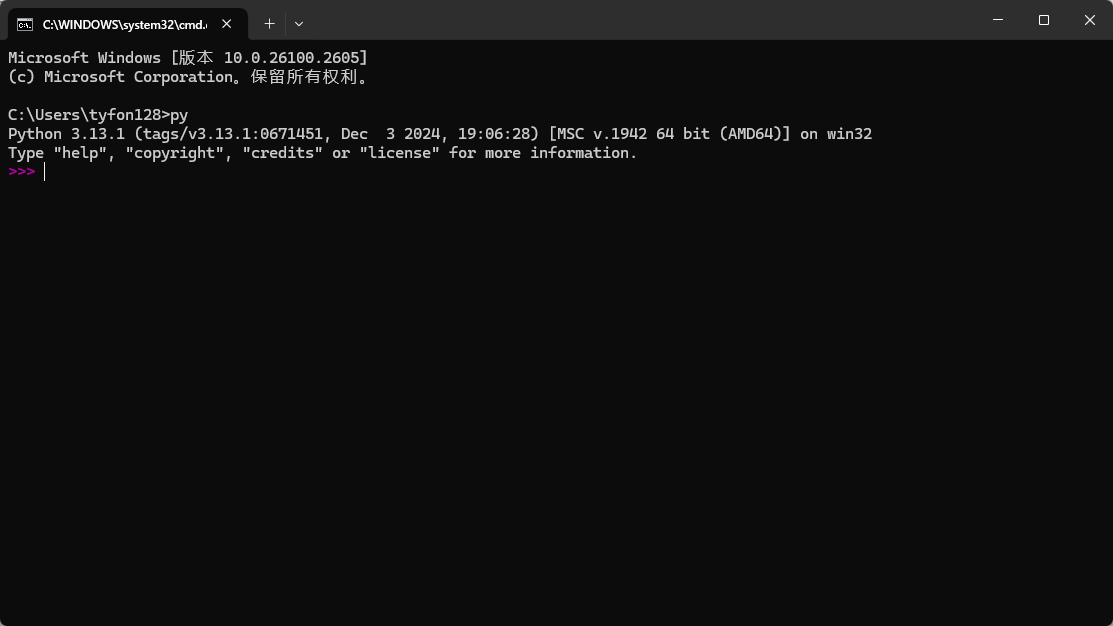 C:\WINDOWS\system32\cmd.
Microsoft Windows [版本 10.0.26100.2605]
(c) Microsoft Corporation。保留所有权利。
C:\Users\tyfon128>py
Python 3.13.1 (tags/v3.13.1:0671451, Dec  3 2024, 19:06:28) [MSC v.1942 64 bit (AMD64)] on win32
Type "help", "copyright", "credits" or "license" for more information.
>>>